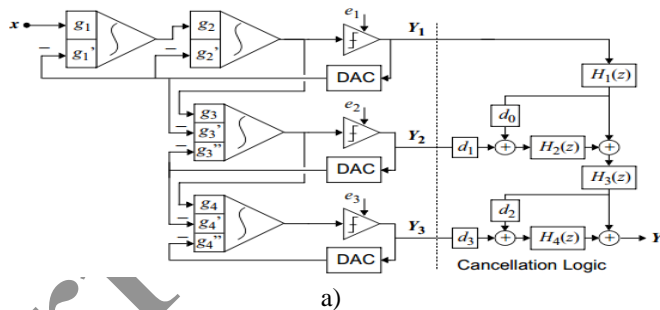 x
g1
g1'
g2
g2'
e1
Y1
DAC
H1(z)
g3
g3'
g3"
e2
Y2
DAC
d0
d1
H2(z)
H3(z)
g4
g4'
g4"
e3
Y3
DAC
d2
d3
H4(z)
Y
Cancellation Logic
a)